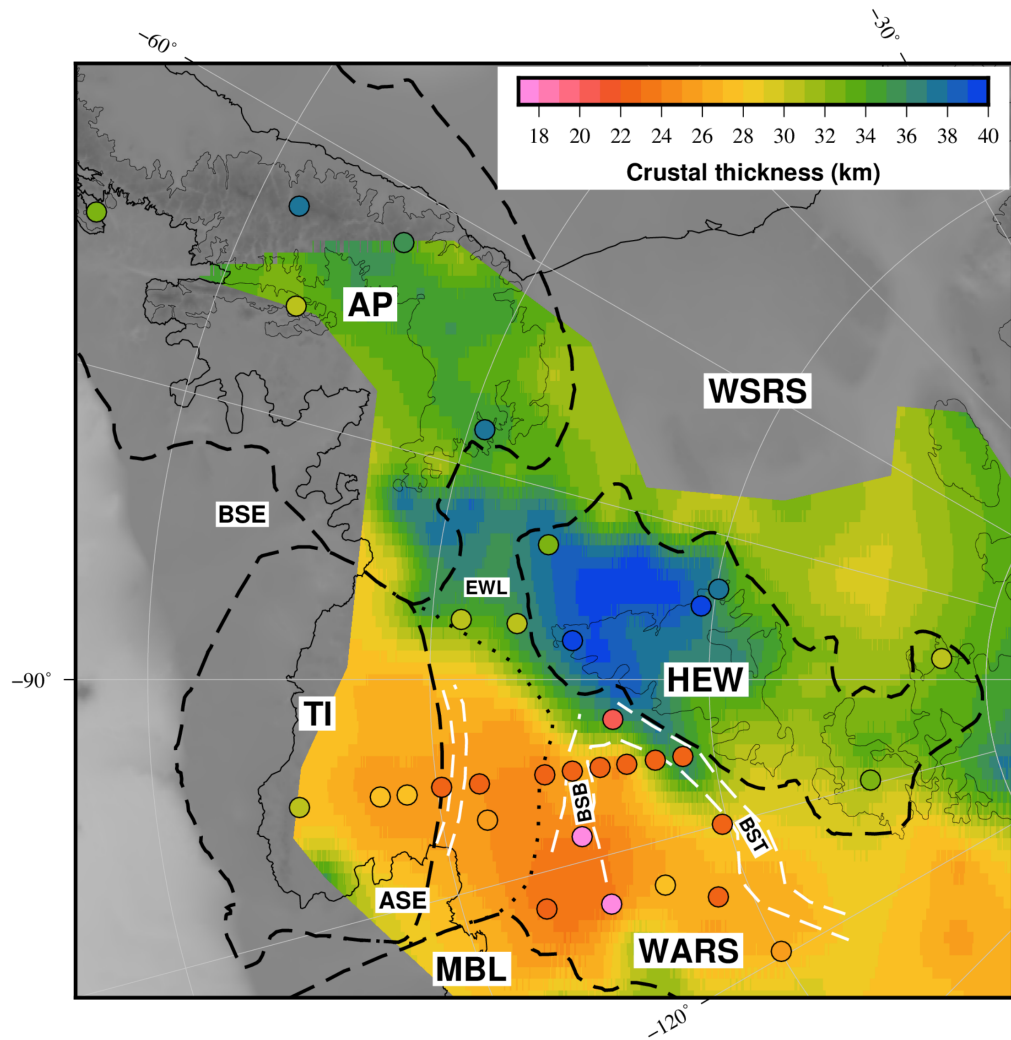 −60°
−30°
18 20 22 24 26 28 30 32 34 36 38 40
Crustal thickness (km)
AP
WSRS
BSE
EWL
−90°
HEW
TI
BSB
BST
ASE
WARS
MBL
−120°